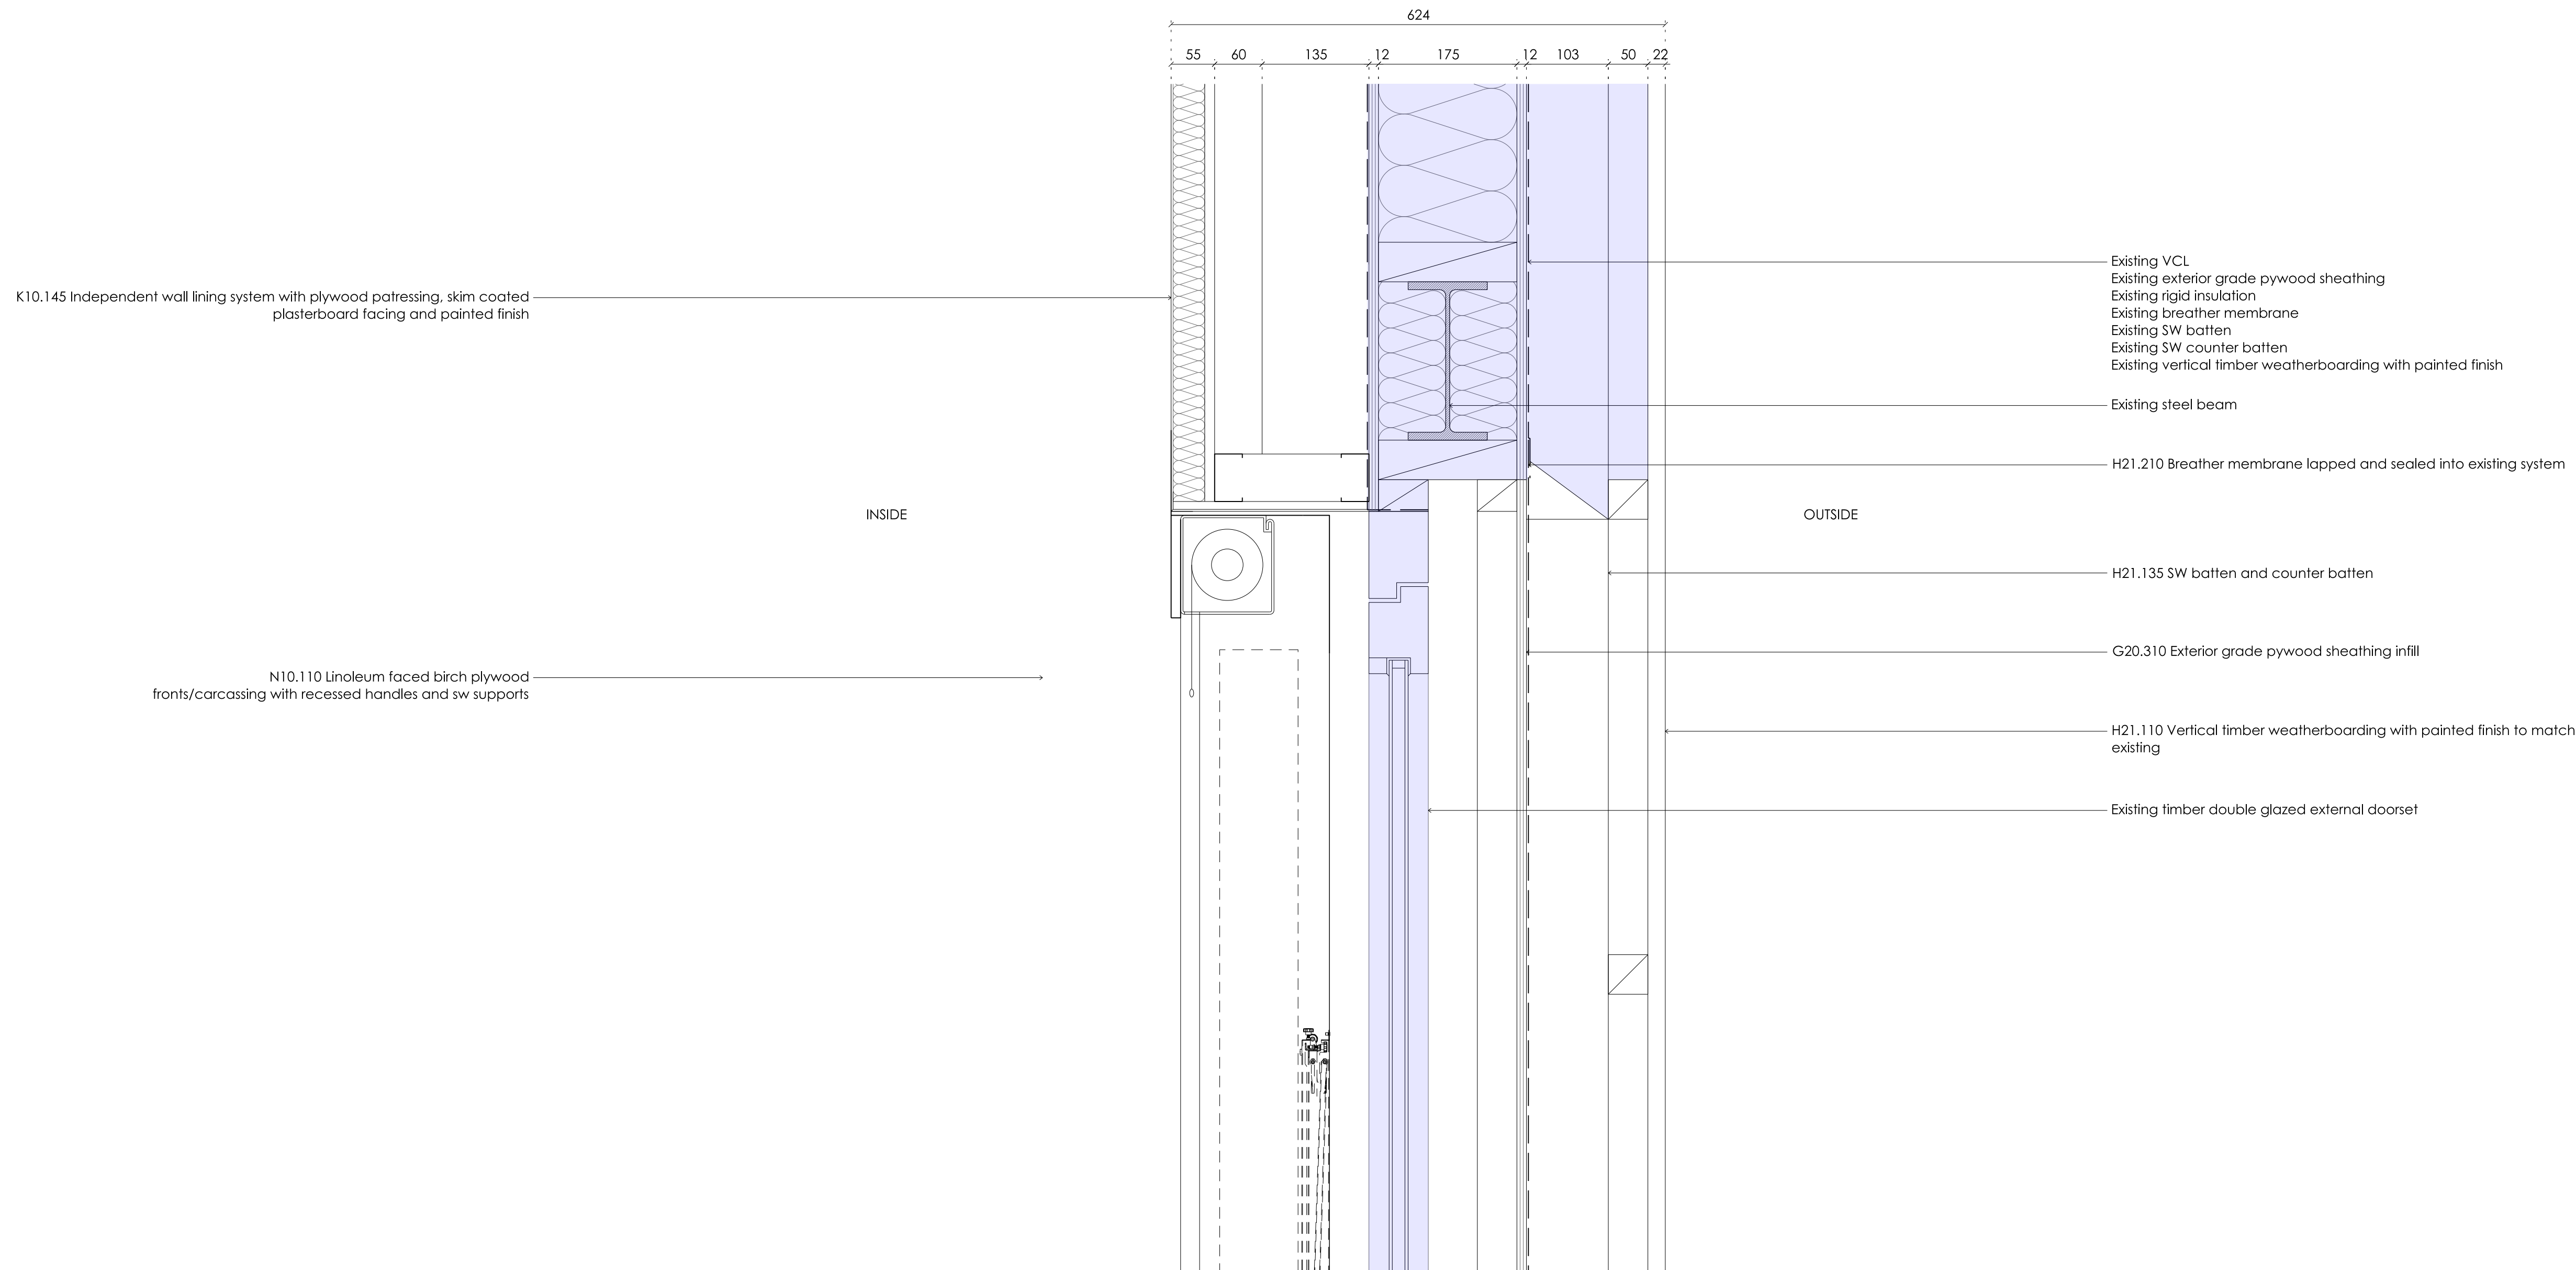 624
55 60 135 12 175 12 103 50 22
Existing VCL
Existing exterior grade pywood sheathing
Existing rigid insulation
Existing breather membrane
Existing SW batten
Existing SW counter batten
Existing vertical timber weatherboarding with painted finish
K10.145 Independent wall lining system with plywood patressing, skim coated
plasterboard facing and painted finish
Existing steel beam
H21.210 Breather membrane lapped and sealed into existing system
INSIDE
OUTSIDE
H21.135 SW batten and counter batten
G20.310 Exterior grade pywood sheathing infill
N10.110 Linoleum faced birch plywood
fronts/carcassing with recessed handles and sw supports
H21.110 Vertical timber weatherboarding with painted finish to match
existing
Existing timber double glazed external doorset